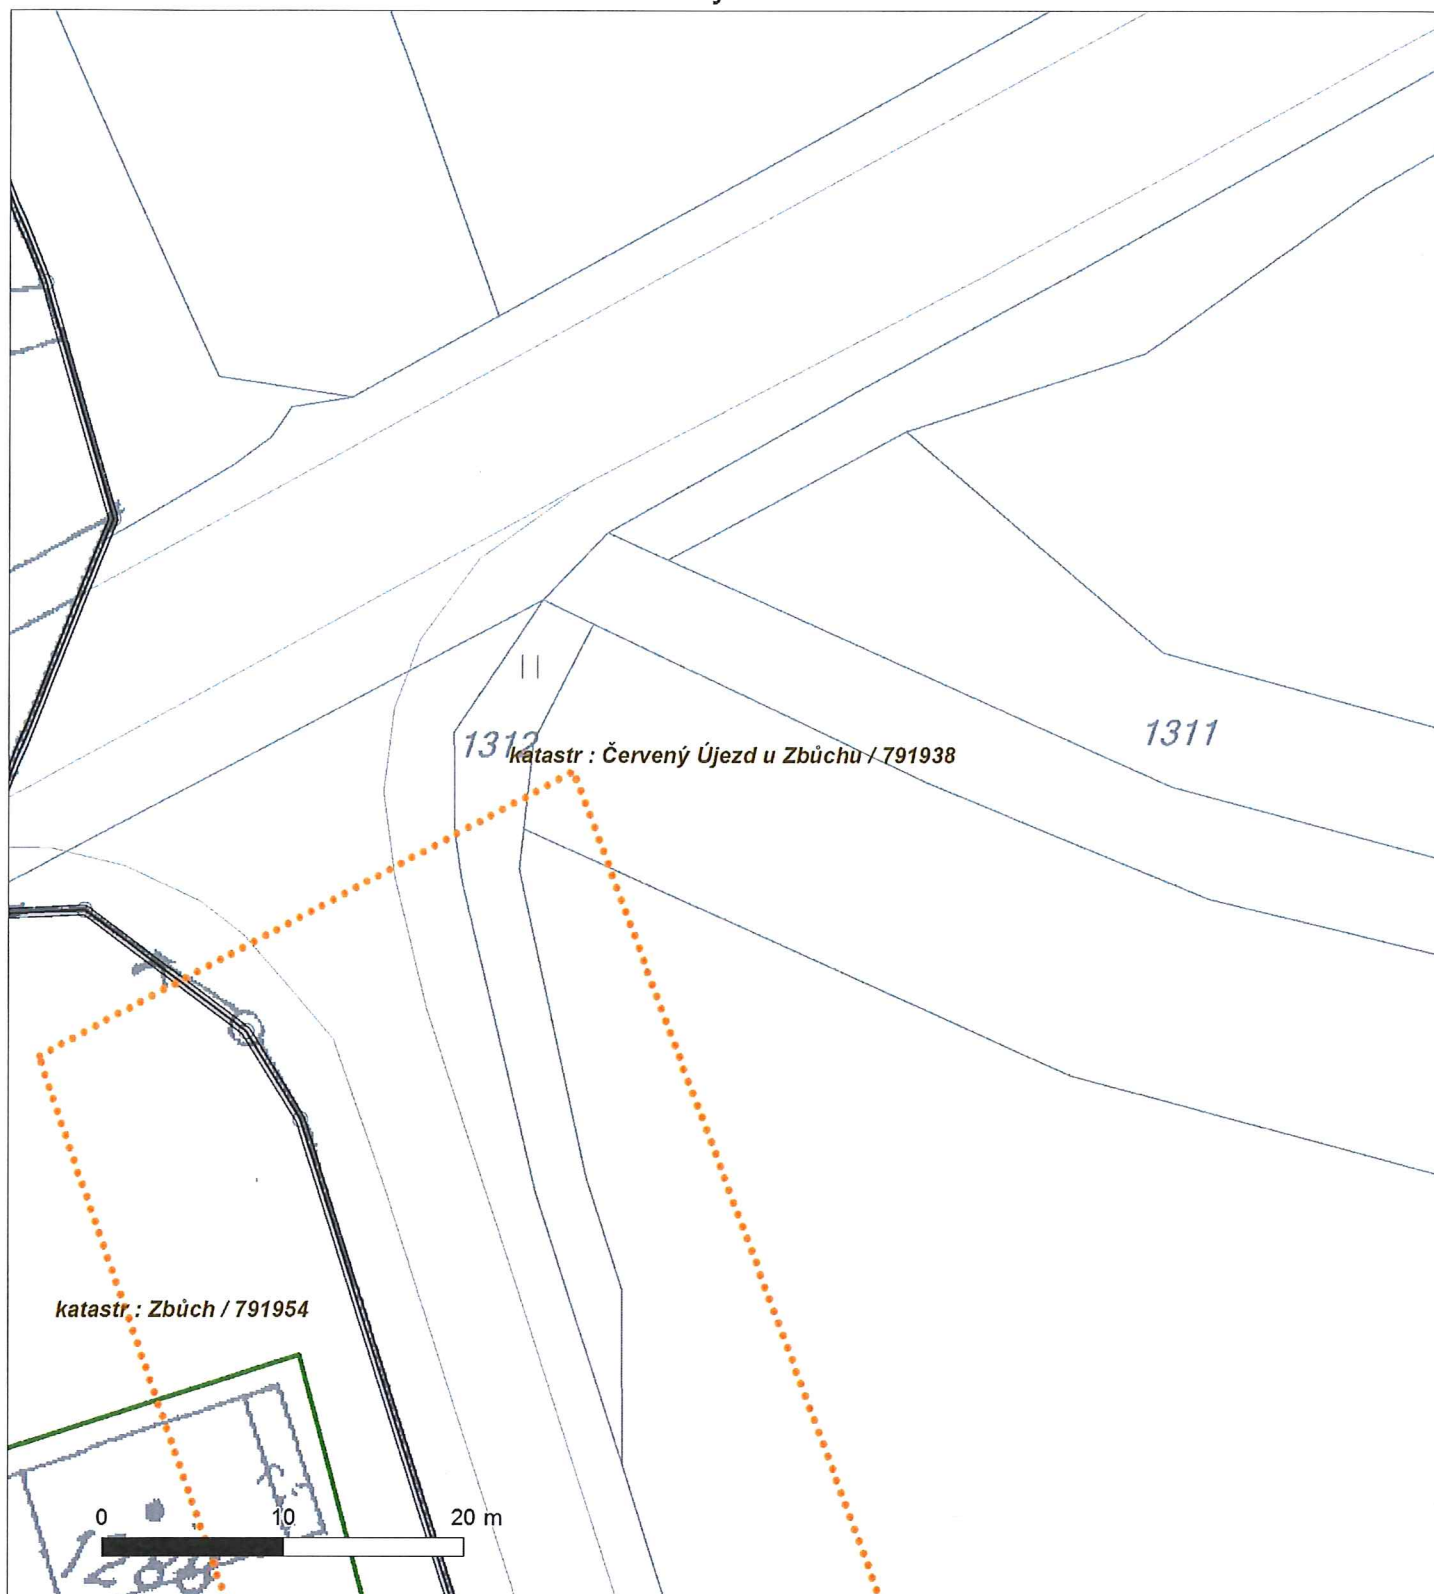 1312
1311
katastr : Červený Újezd u Zbůchu / 791938
katastr : Zbůch / 791954
0 10 20 m